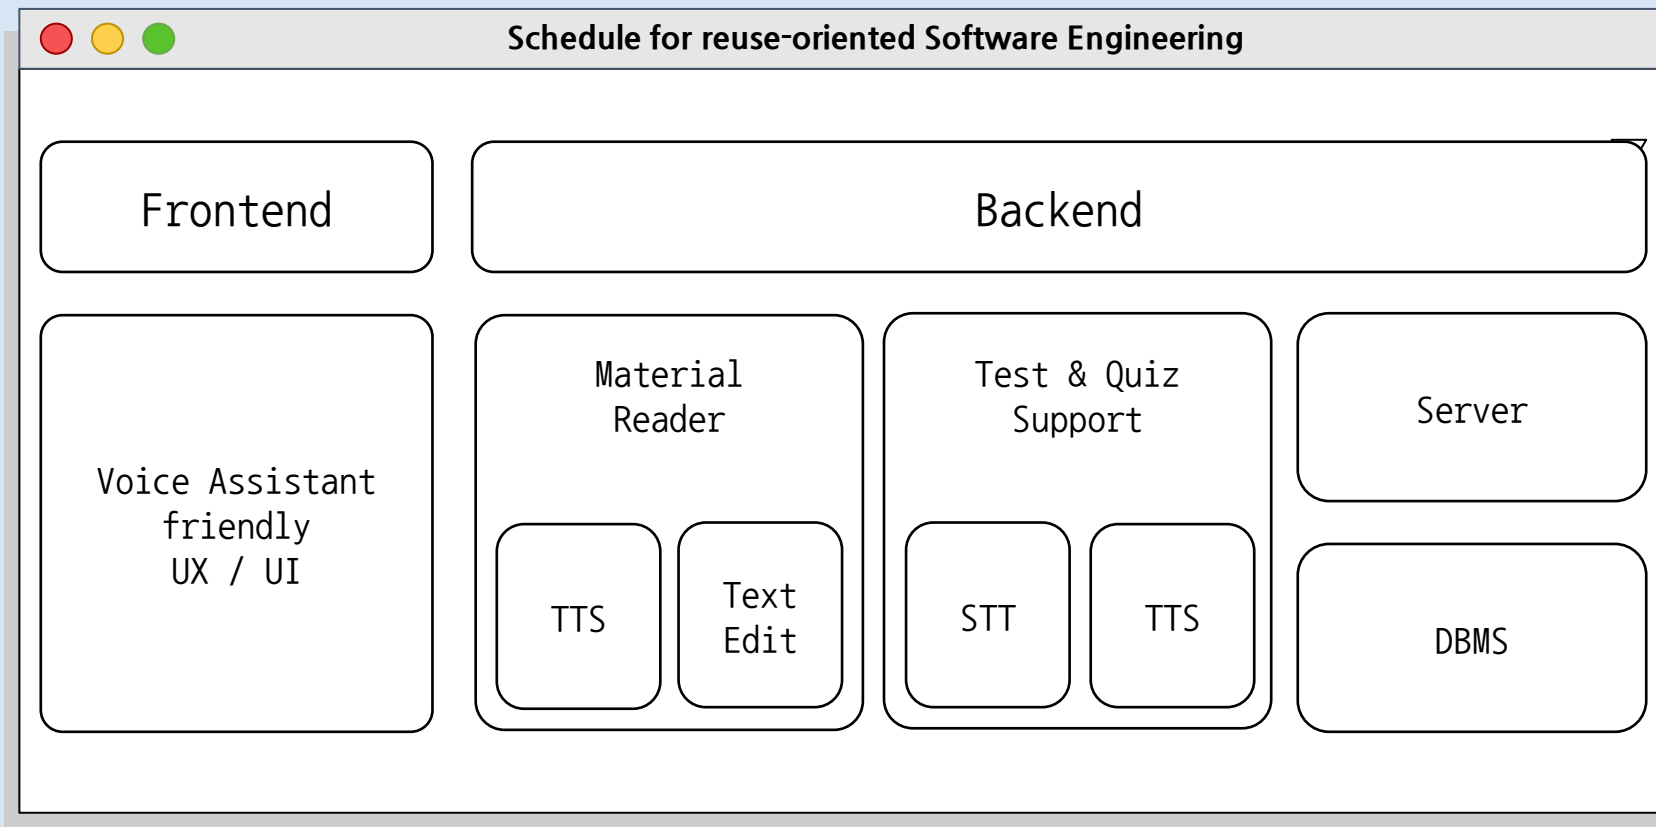 Schedule for reuse-oriented Software Engineering
Frontend
Backend
Voice Assistant
friendly
UX / UI
Material
Reader
TTS
Text
Edit
Test & Quiz
Support
STT
TTS
Server
DBMS